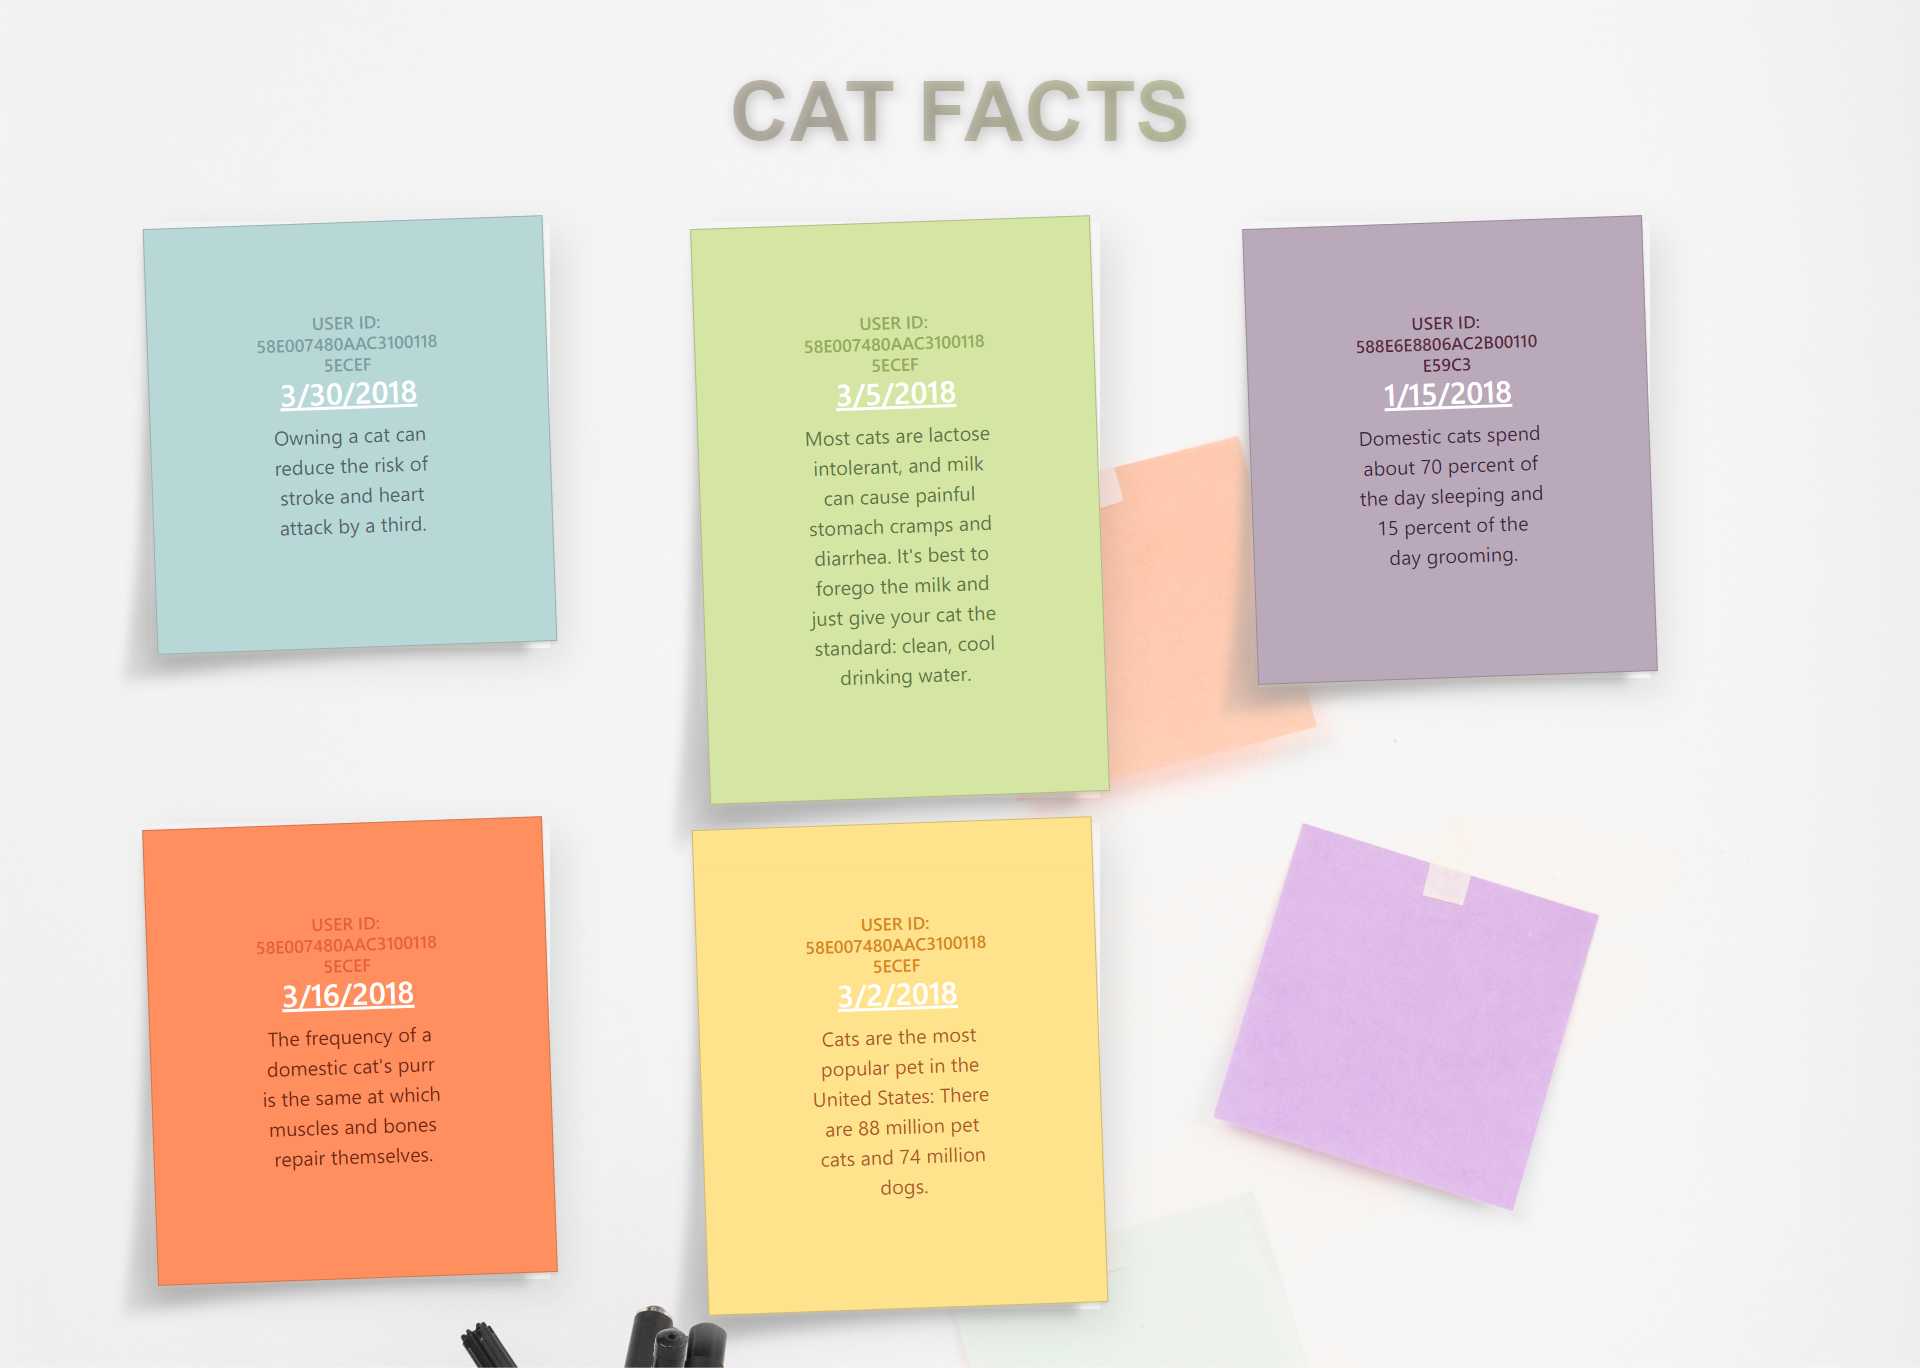 CAT FACTS
USER ID:
58E007480AAC3100118
5ECEF
3/30/2018
Owning a cat can
reduce the risk of
stroke and heart
attack by a third.
USER ID:
58E007480AAC3100118
5ECEF
3/5/2018
Most cats are lactose
intolerant, and milk
can cause painful
stomach cramps and
diarrhea. It's best to
forego the milk and
just give your cat the
standard: clean, cool
drinking water.
USER ID:
588E6E8806AC2B00110
E59C3
1/15/2018
Domestic cats spend
about 70 percent of
the day sleeping and
15 percent of the
day grooming.
USER ID:
58E007480AAC3100118
5ECEF
3/16/2018
The frequency of a
domestic cat's purr
is the same at which
muscles and bones
repair themselves.
USER ID:
58E007480AAC3100118
5ECEF
3/2/2018
Cats are the most
popular pet in the
United States: There
are 88 million pet
cats and 74 million
dogs.